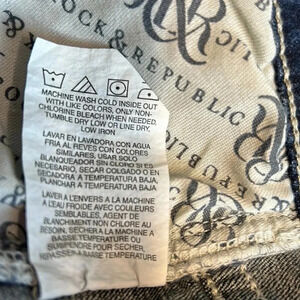 ROCK & REPUBLIC
MACHINE WASH COLD INSIDE OUT
WITH LIKE COLORS, ONLY NON-
CHLORINE BLEACH WHEN NEEDED,
TUMBLE DRY LOW OR LINE DRY,
LOW IRON
LAVAR EN LAVADORA CON AGUA
FRIA AL REVES CON COLORES
SIMILARES, USAR SOLO
BLANQUEADOR SIN CLORO SI ES
NECESARIO, SECAR COLGADO O EN
SECADORA A TEMPERATURA BAJA,
PLANCHAR A TEMPERATURA BAJA
LAVER A L'ENVERS A LA MACHINE
A L'EAU FROIDE AVEC COULEURS
SEMBLABLES, AGENT DE
BLANCHIMENT NON CHLORE AU
BESOIN, SECHER A LA MACHINE A
BASSE TEMPERATURE OU
SUSPENDRE POUR SECHER,
REPASSER A BASSE TEMPERATURE
& REPUBLIC